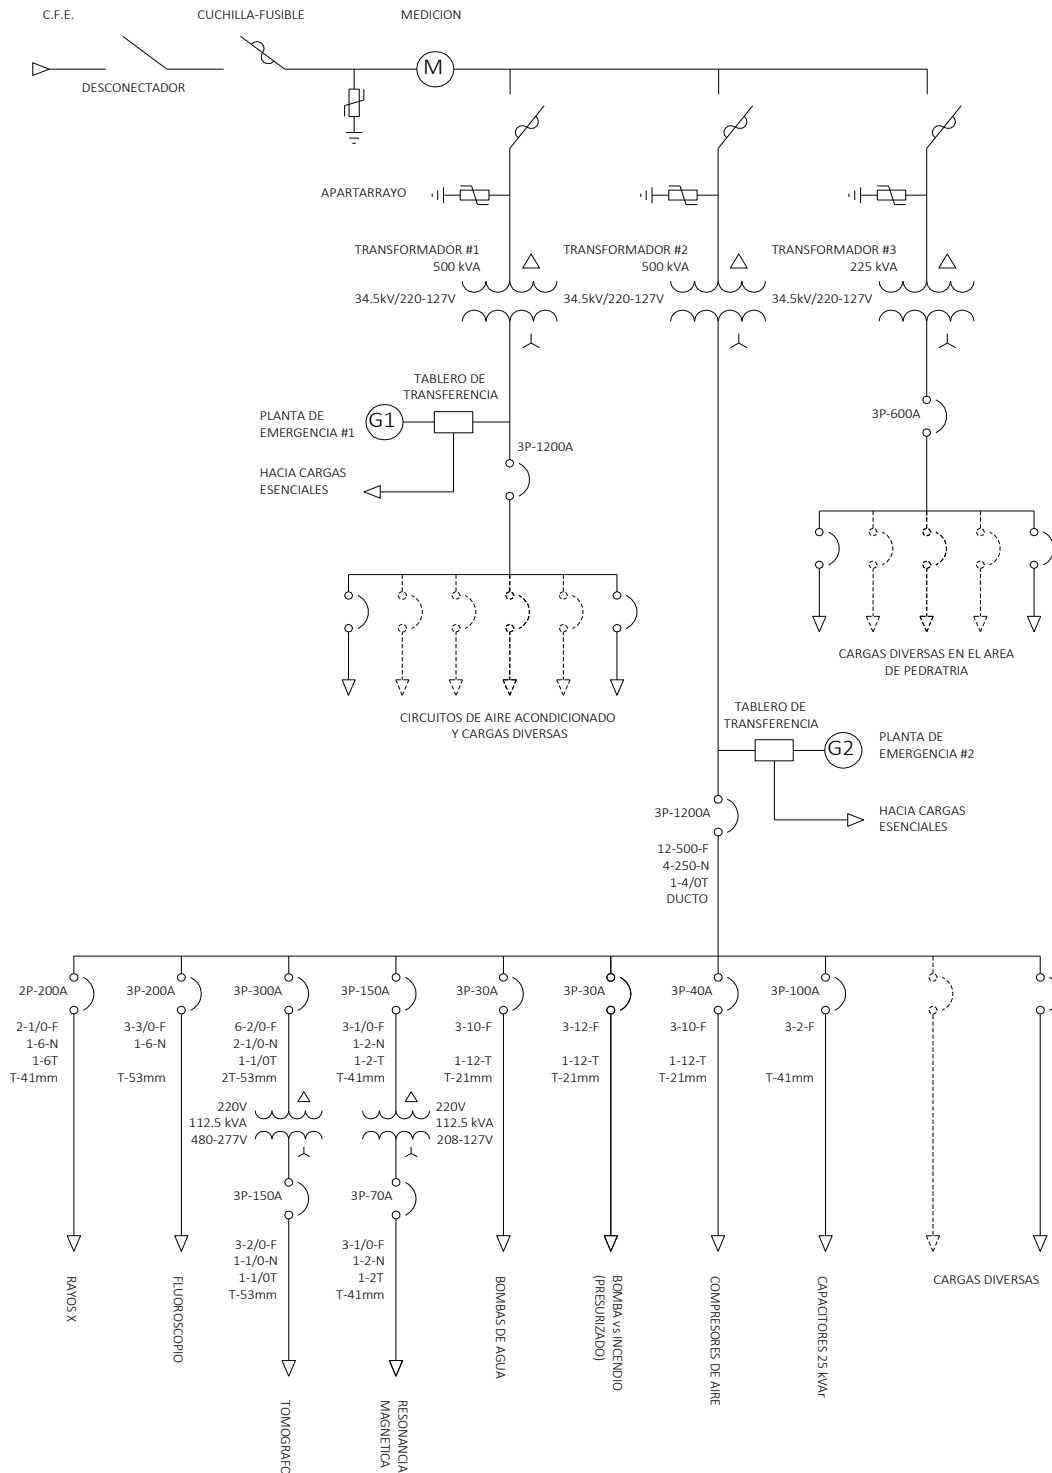 C.F.E.
CUCHILLA-FUSIBLE
MEDICION
M
DESCONECTADOR
APARTARRAYO
TRANSFORMADOR #1
500 kVA
34.5kV/220-127V
TRANSFORMADOR #2
500 kVA
34.5kV/220-127V
TRANSFORMADOR #3
225 kVA
34.5kV/220-127V
TABLERO DE
TRANSFERENCIA
PLANTA DE
EMERGENCIA #1
G1
3P-1200A
HACIA CARGAS
ESENCIALES
3P-600A
CIRCUITOS DE AIRE ACONDICIONADO
Y CARGAS DIVERSAS
CARGAS DIVERSAS EN EL AREA
DE PEDRATRIA
TABLERO DE
TRANSFERENCIA
G2
PLANTA DE
EMERGENCIA #2
3P-1200A
HACIA CARGAS
ESENCIALES
12-500-F
4-250-N
1-4/0T
DUCTO
2P-200A
2-1/0-F
1-6-N
1-6T
T-41mm
RAYOS X
3P-200A
3-3/0-F
1-6-N
T-53mm
FLUOROSCOPIO
3P-300A
6-2/0-F
2-1/0-N
1-1/0T
2T-53mm
220V
112.5 kVA
480-277V
3P-150A
3-2/0-F
1-1/0-N
1-1/0T
T-53mm
TOMOGRAFO
3P-150A
3-1/0-F
1-2-N
1-2-T
T-41mm
220V
112.5 kVA
208-127V
3P-70A
3-1/0-F
1-2-N
1-2T
T-41mm
RESONANCIA
MAGNETICA
3P-30A
3-10-F
1-12-T
T-21mm
BOMBAS DE AGUA
3P-30A
3-12-F
1-12-T
T-21mm
BOMBA vs INCENDIO
(PRESURIZADO)
3P-40A
3-10-F
1-12-T
T-21mm
COMPRESORES DE AIRE
3P-100A
3-2-F
T-41mm
CAPACITORES 25 kVAr
CARGAS DIVERSAS